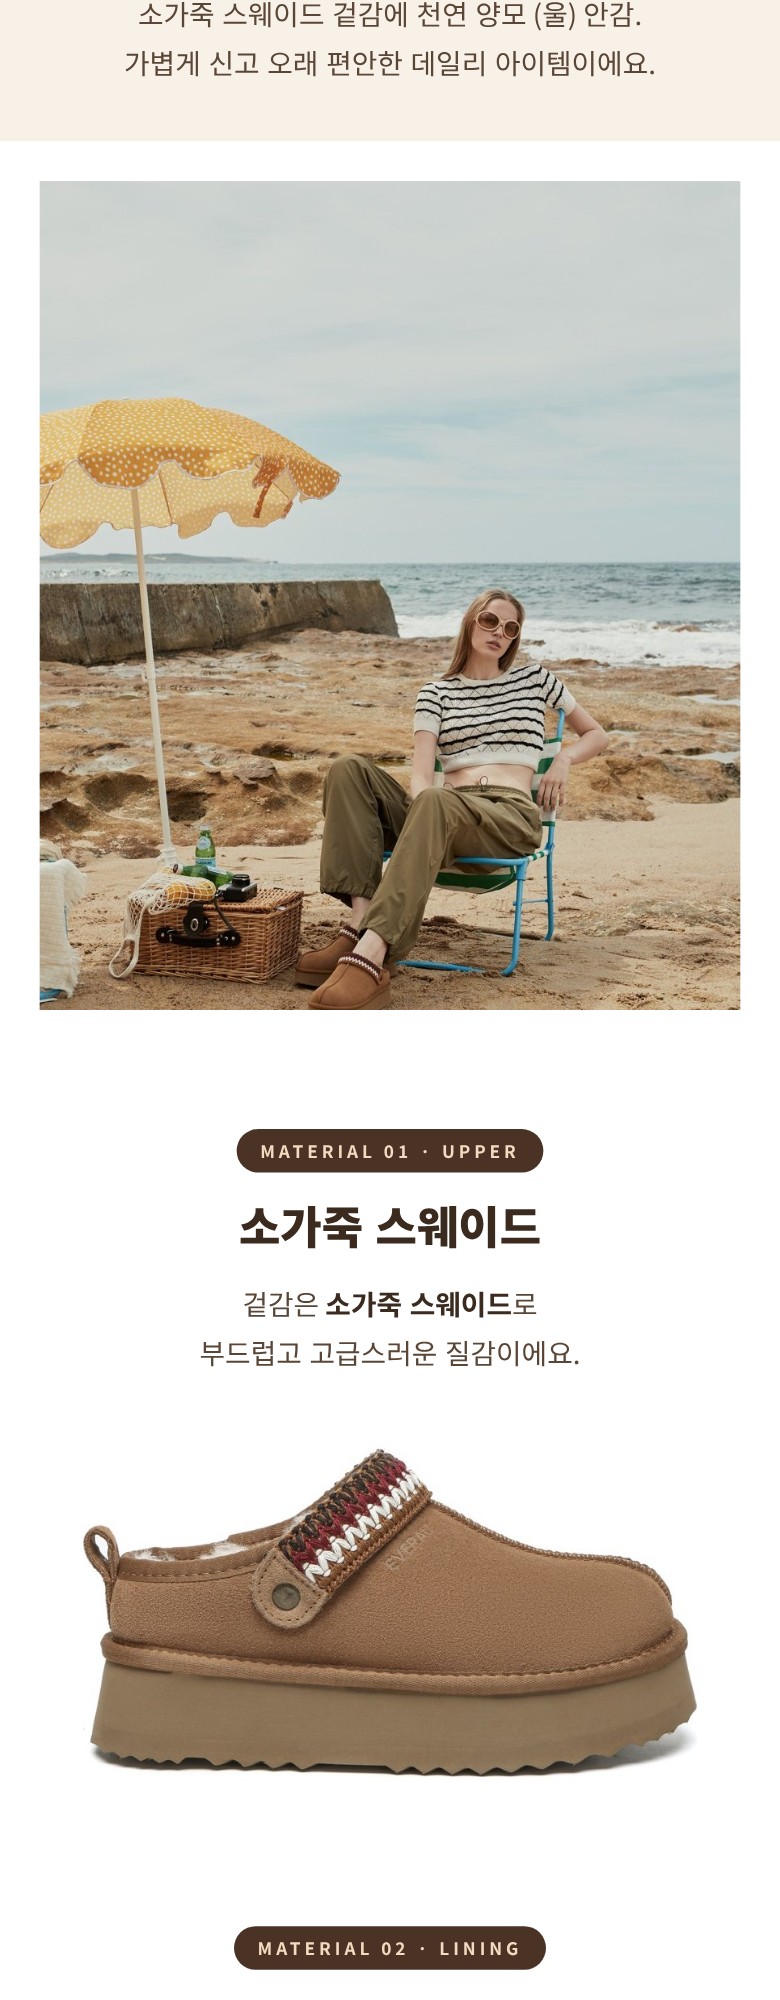 소가죽 스웨이드 겉감에 천연 양모 (울) 안감.
가볍게 신고 오래 편안한 데일리 아이템이에요.
MATERIAL 01 · UPPER
소가죽 스웨이드
겉감은 소가죽 스웨이드로
부드럽고 고급스러운 질감이에요.
MATERIAL 02 · LINING